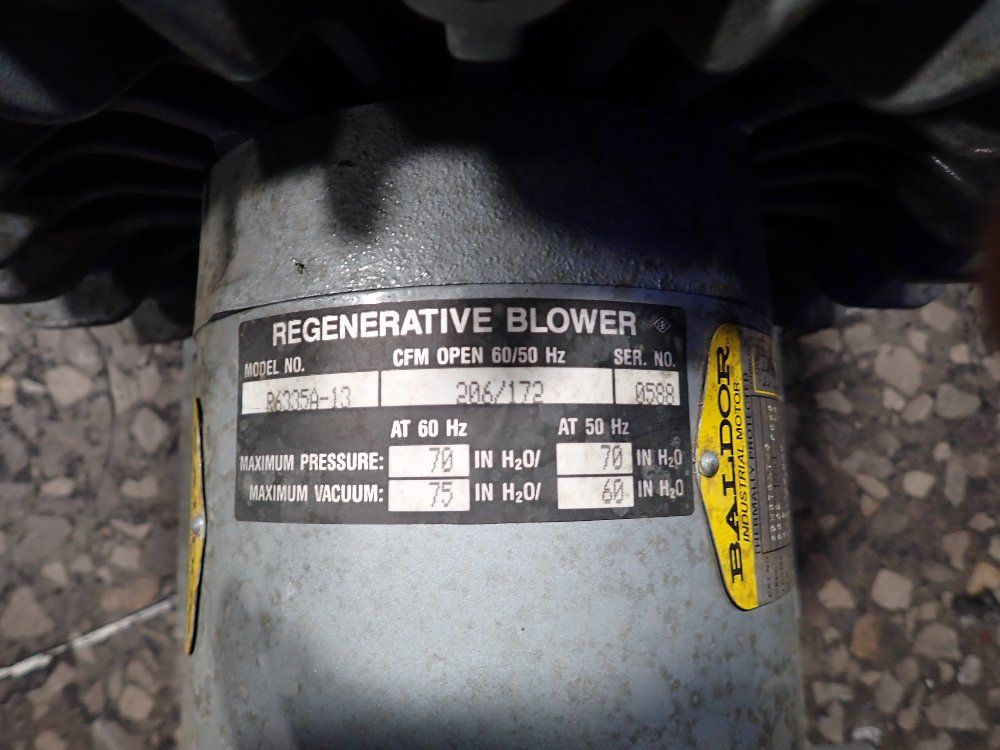 REGENERATIVE BLOWER
MODEL NO. CFM OPEN 60/50 Hz SER. NO.
R6335A-13 206/172 0588
AT 60 Hz AT 50 Hz
MAXIMUM PRESSURE: 70 IN H₂O/ 70 IN H₂O
MAXIMUM VACUUM: 75 IN H₂O/ 60 IN H₂O
BALDOR
INDUSTRIAL MOTOR